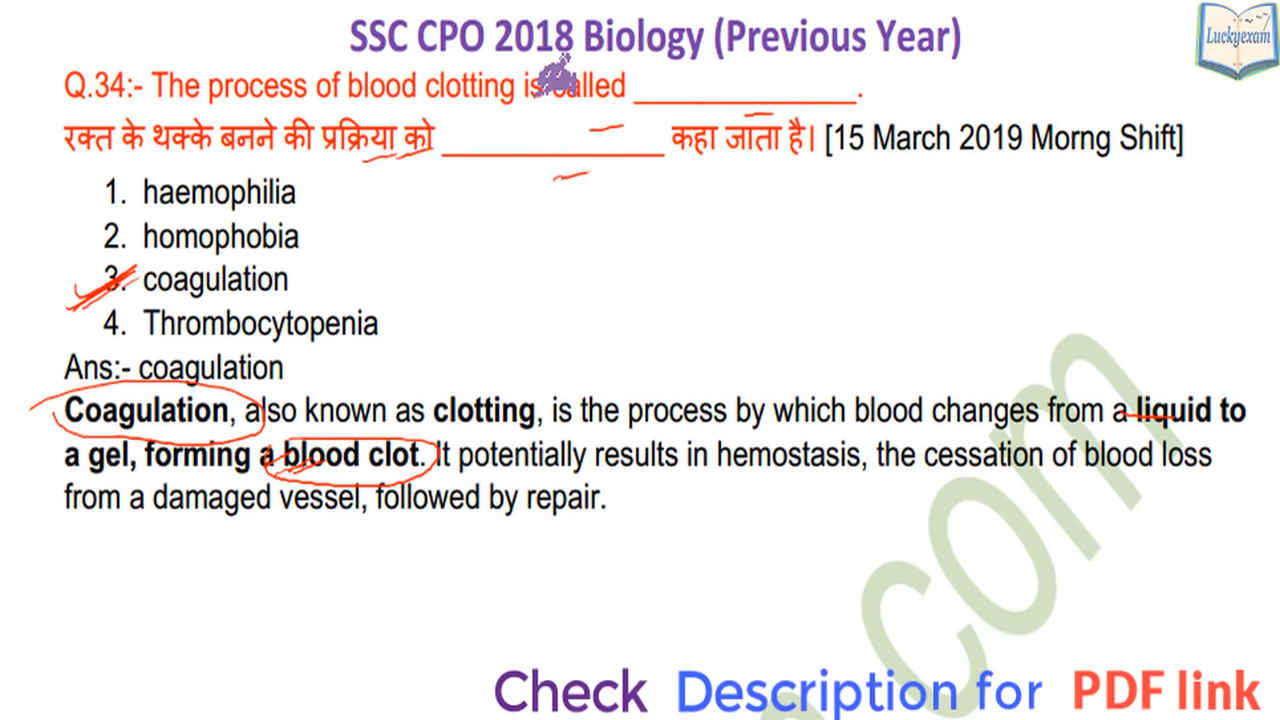 SSC CPO 2018 Biology (Previous Year)
Luckyexam
Q.34:- The process of blood clotting is called ______________.
रक्त के थक्के बनने की प्रक्रिया को ______________ कहा जाता है। [15 March 2019 Morng Shift]
1. haemophilia
2. homophobia
3. coagulation
4. Thrombocytopenia
Ans:- coagulation
Coagulation, also known as clotting, is the process by which blood changes from a liquid to
a gel, forming a blood clot. It potentially results in hemostasis, the cessation of blood loss
from a damaged vessel, followed by repair.
com
Check Description for PDF link